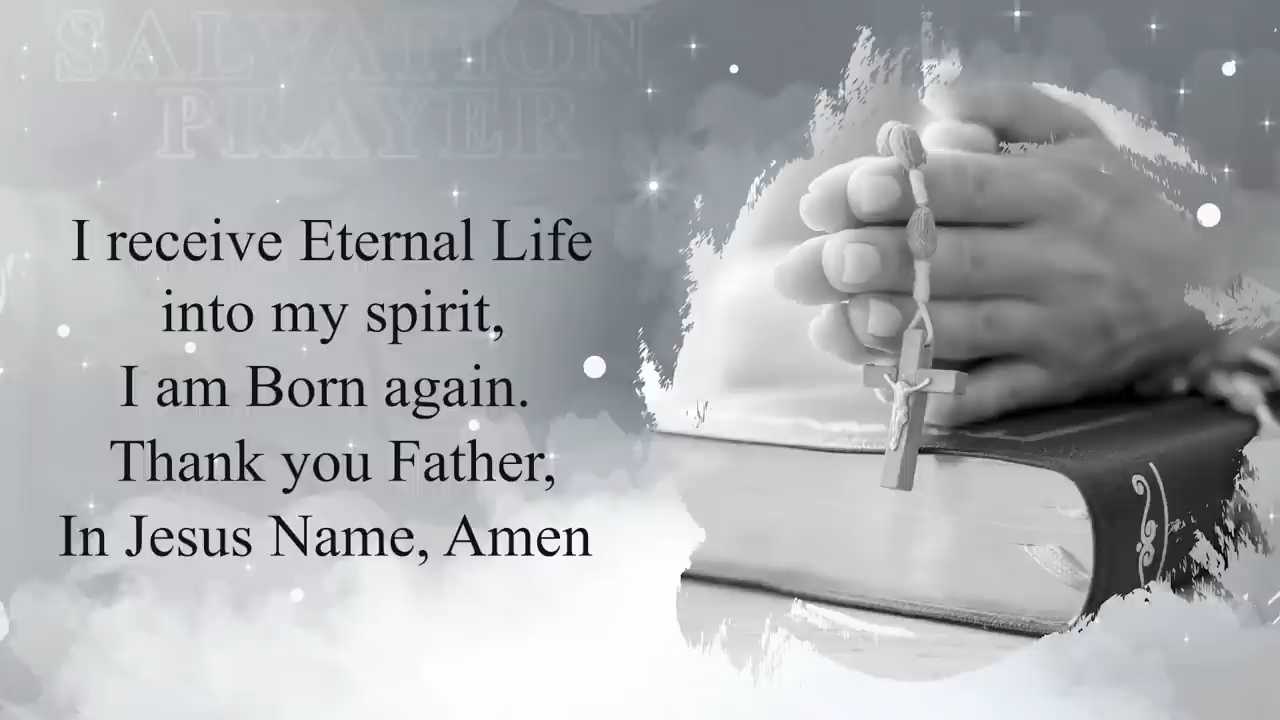 SALVATION
PRAYER
I receive Eternal Life
into my spirit,
I am Born again.
Thank you Father,
In Jesus Name, Amen